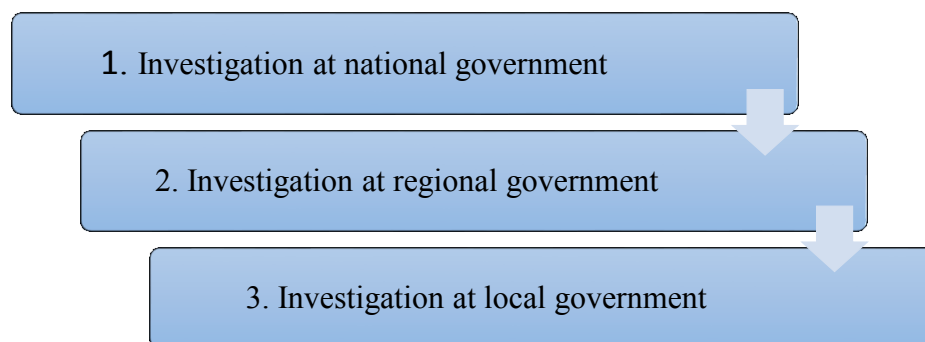 1. Investigation at national government
2. Investigation at regional government
3. Investigation at local government